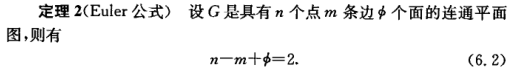 定理 2(Euler 公式) 设 G 是具有 n 个点 m 条边 ϕ 个面的连通平面
图,则有
n−m+ϕ=2. (6.2)